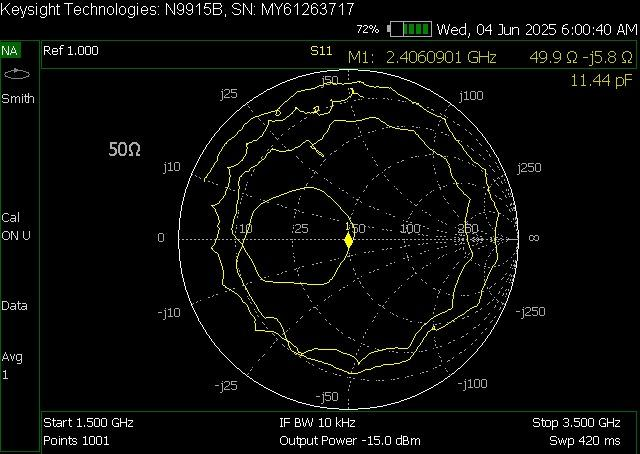 Keysight Technologies: N9915B, SN: MY61263717
72% Wed, 04 Jun 2025 6:00:40 AM
NA Ref 1.000 S11 M1: 2.4060901 GHz 49.9 Ω -j5.8 Ω
11.44 pF
Smith
50Ω
j10
j25
j50
j100
j250
0
10
25
50
100
250
∞
-j10
-j25
-j50
-j100
-j250
Cal
ON U
Data
Avg
1
Start 1.500 GHz IF BW 10 kHz Stop 3.500 GHz
Points 1001 Output Power -15.0 dBm Swp 420 ms